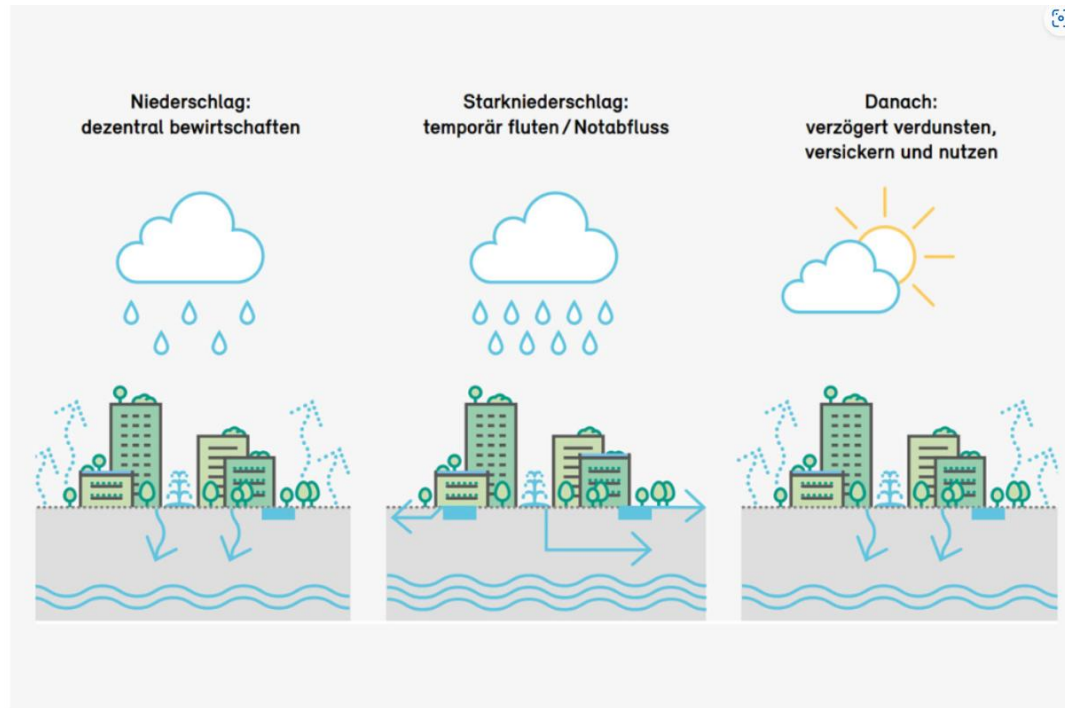 Niederschlag:
dezentral bewirtschaften
Starkniederschlag:
temporär fluten / Notabfluss
Danach:
verzögert verdunsten,
versickern und nutzen